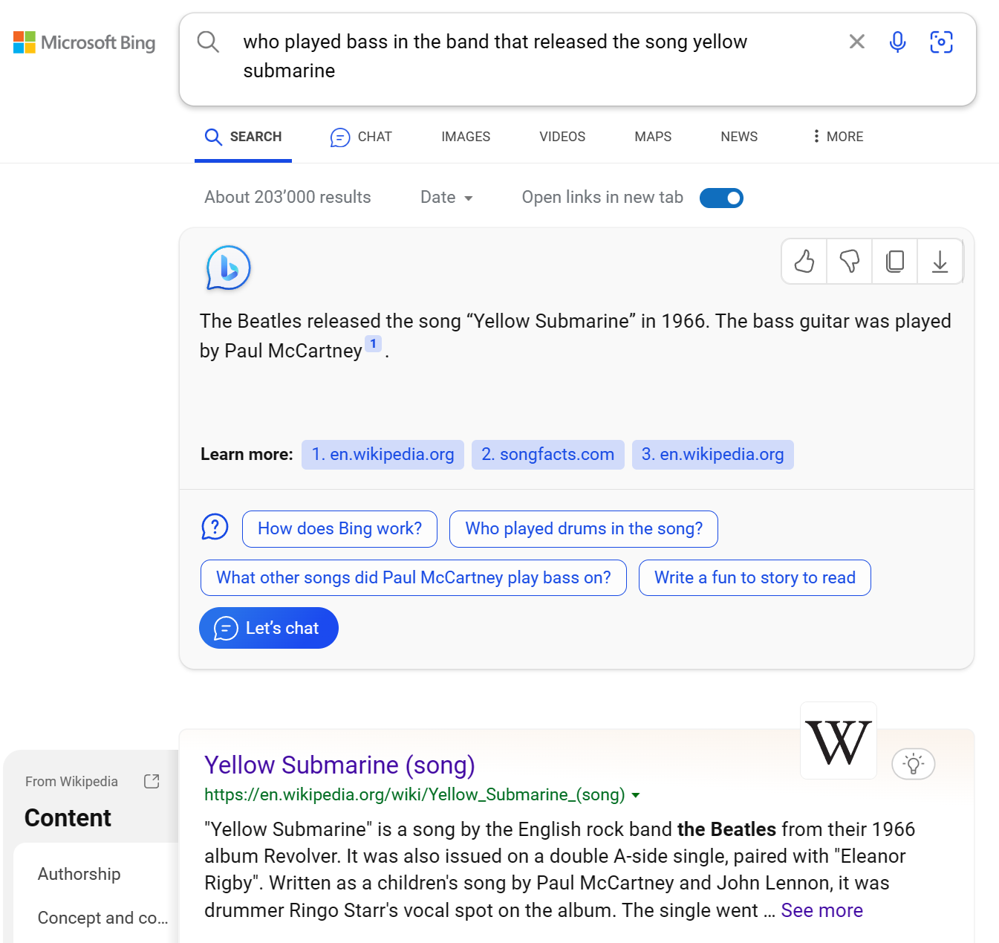 Microsoft Bing
who played bass in the band that released the song yellow
submarine
SEARCH
CHAT
IMAGES
VIDEOS
MAPS
NEWS
MORE
About 203’000 results
Date
Open links in new tab
The Beatles released the song “Yellow Submarine” in 1966. The bass guitar was played
by Paul McCartney 1 .
Learn more: 1. en.wikipedia.org 2. songfacts.com 3. en.wikipedia.org
How does Bing work?
Who played drums in the song?
What other songs did Paul McCartney play bass on?
Write a fun to story to read
Let’s chat
From Wikipedia
Content
Authorship
Concept and co...
W
Yellow Submarine (song)
https://en.wikipedia.org/wiki/Yellow_Submarine_(song)
"Yellow Submarine" is a song by the English rock band the Beatles from their 1966
album Revolver. It was also issued on a double A-side single, paired with "Eleanor
Rigby". Written as a children's song by Paul McCartney and John Lennon, it was
drummer Ringo Starr's vocal spot on the album. The single went ... See more